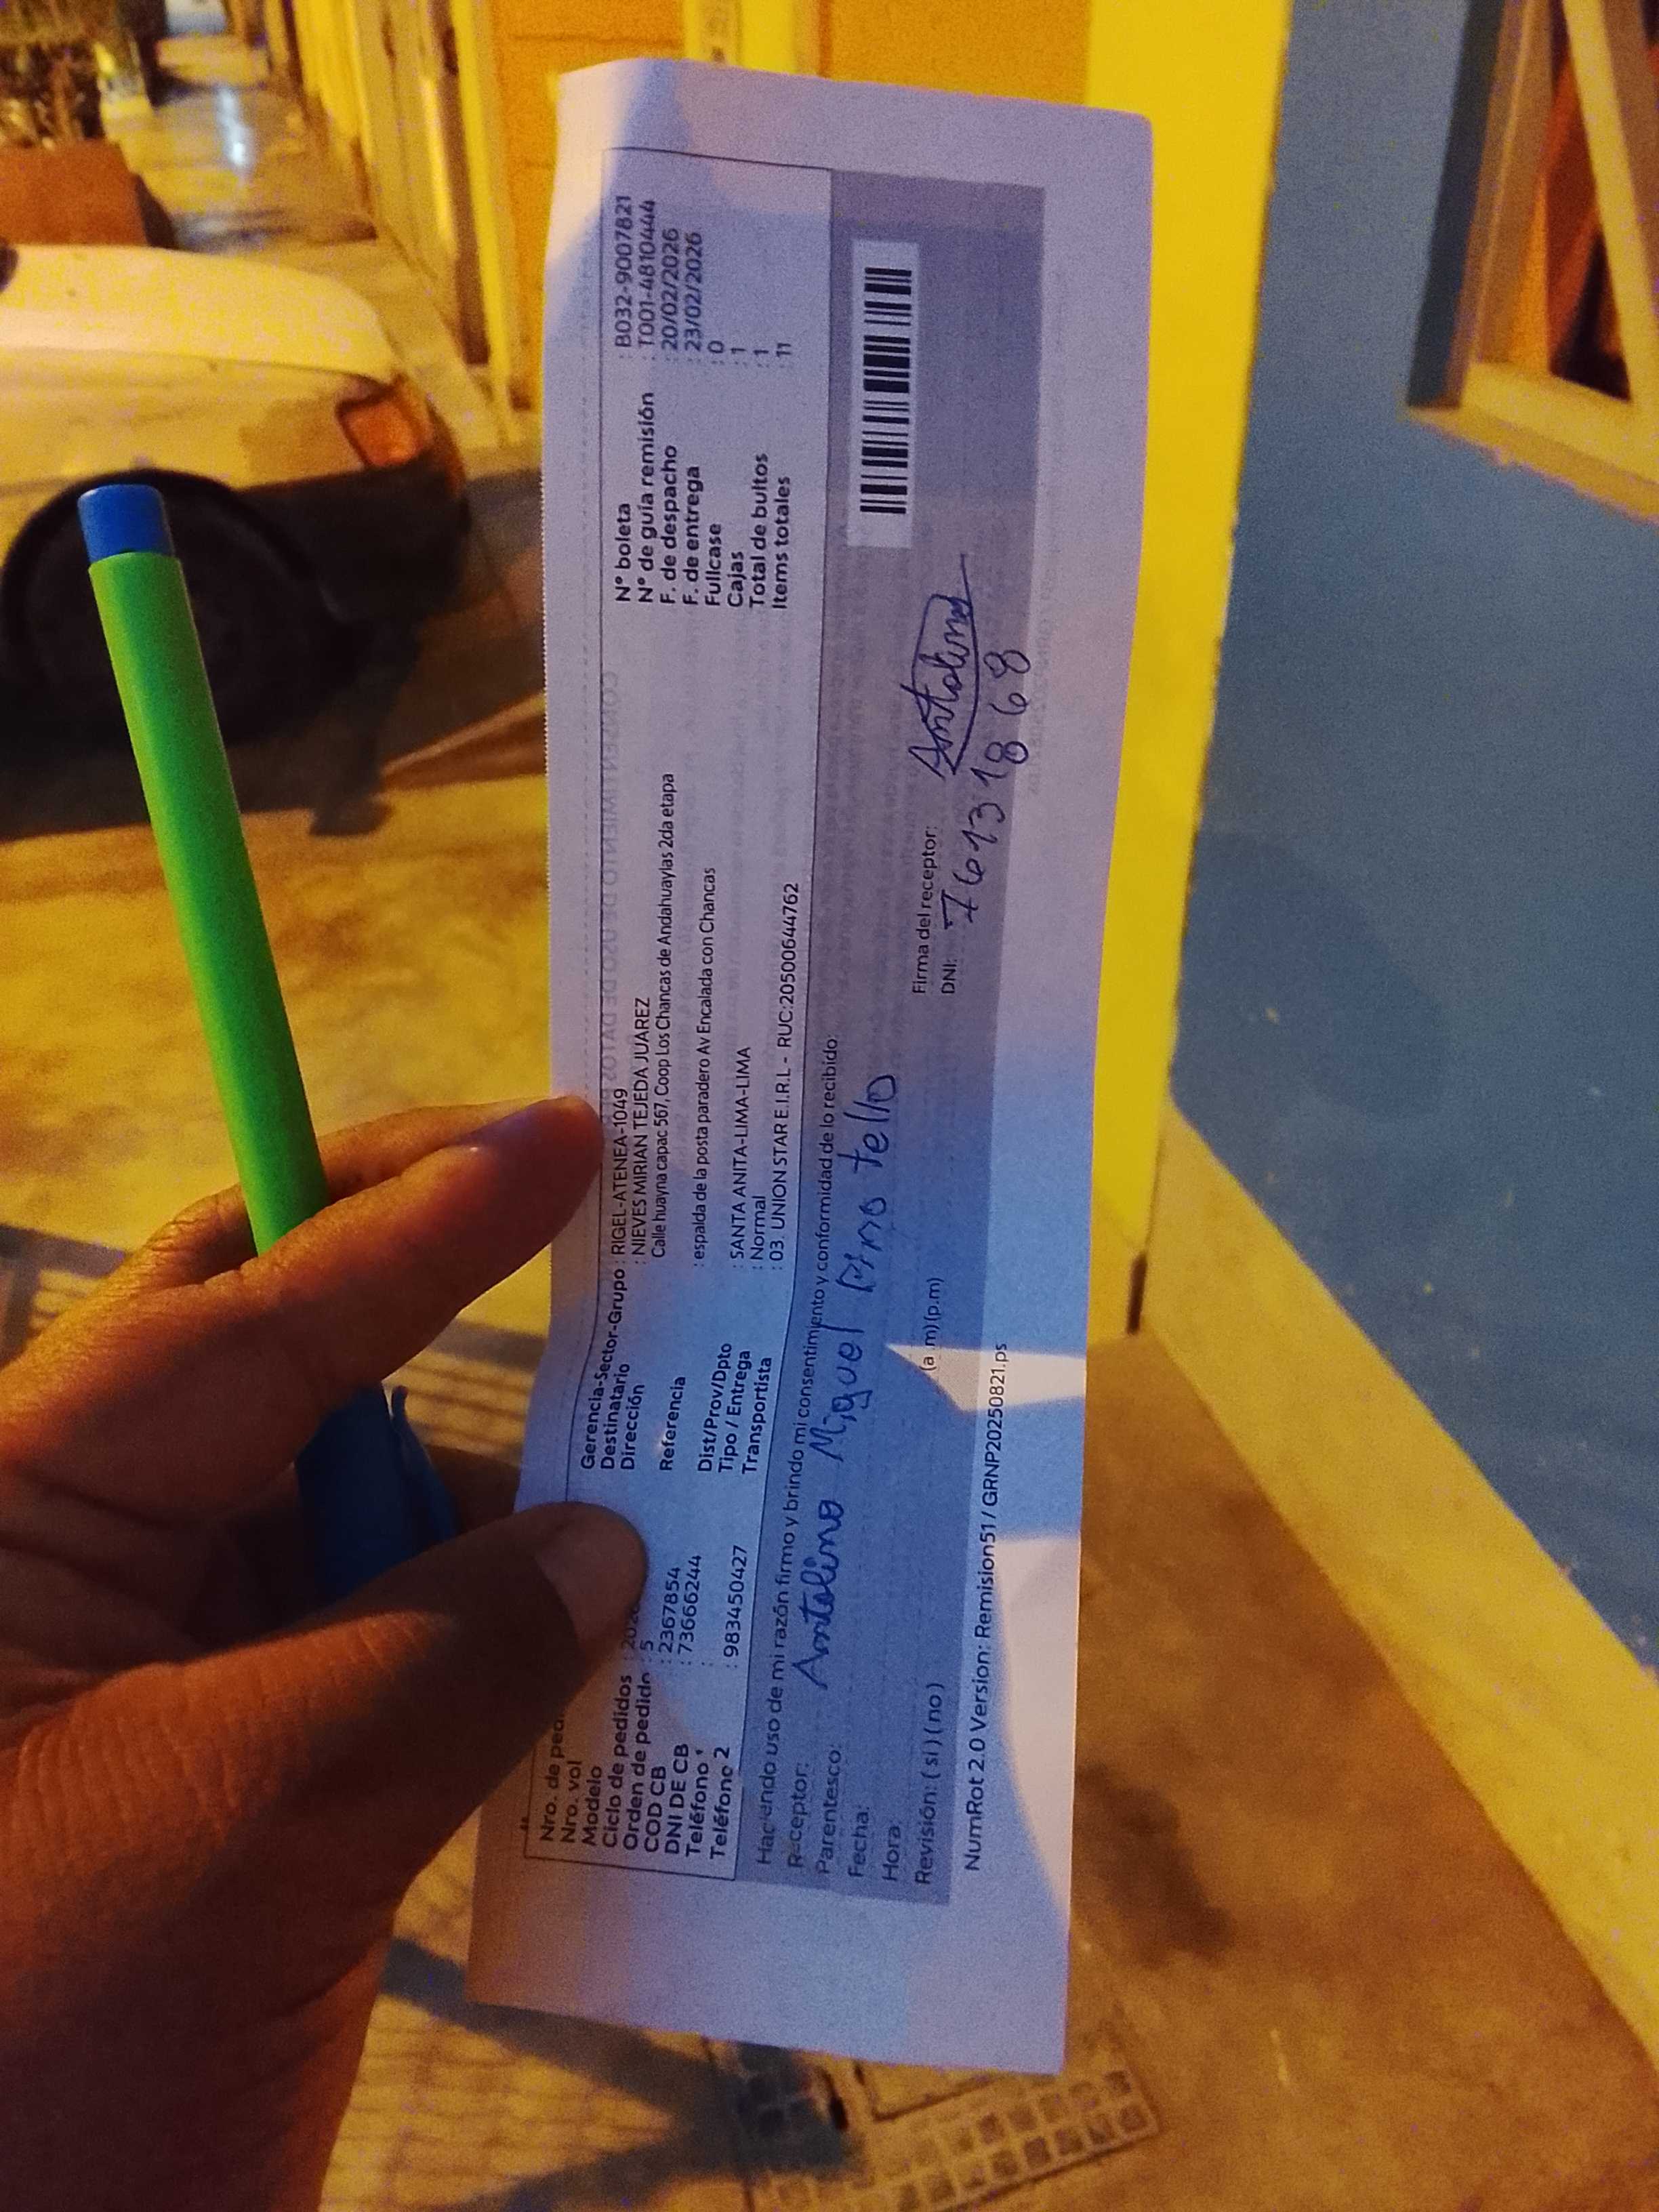 Nro. de ped
Nro. vol
Modelo
Ciclo de pedidos
Orden de pedido : 5
COD CB : 2367854
DNI DE CB : 73666244
Teléfono 1 :
Teléfono 2 : 983450427
Gerencia-Sector-Grupo : RIGEL-ATENEA-1049
Destinatario : NIEVES MIRIAN TEJEDA JUAREZ
Dirección Calle huayna capac 567, Coop Los Chancas de Andahuaylas 2da etapa
Referencia : espalda de la posta paradero Av Encalada con Chancas
Dist/Prov/Dpto : SANTA ANITA-LIMA-LIMA
Tipo / Entrega : Normal
Transportista : 03. UNION STAR E.I.R.L - RUC:20500644762
N° boleta : B032-9007821
N° de guía remisión : T001-4810444
F. de despacho : 20/02/2026
F. de entrega : 23/02/2026
Fullcase : 0
Cajas : 1
Total de bultos : 1
Items totales : 11
Haciendo uso de mi razón firmo y brindo mi consentimiento y conformidad de lo recibido:
Receptor: Antolino Miguel Pino tello
Parentesco:
Fecha:
Hora: (a.m)(p.m)
Revisión: ( si ) ( no )
Firma del receptor: Antolino
DNI: 76131868
NumRot 2.0 Version: Remision51 / GRNP20250821.ps